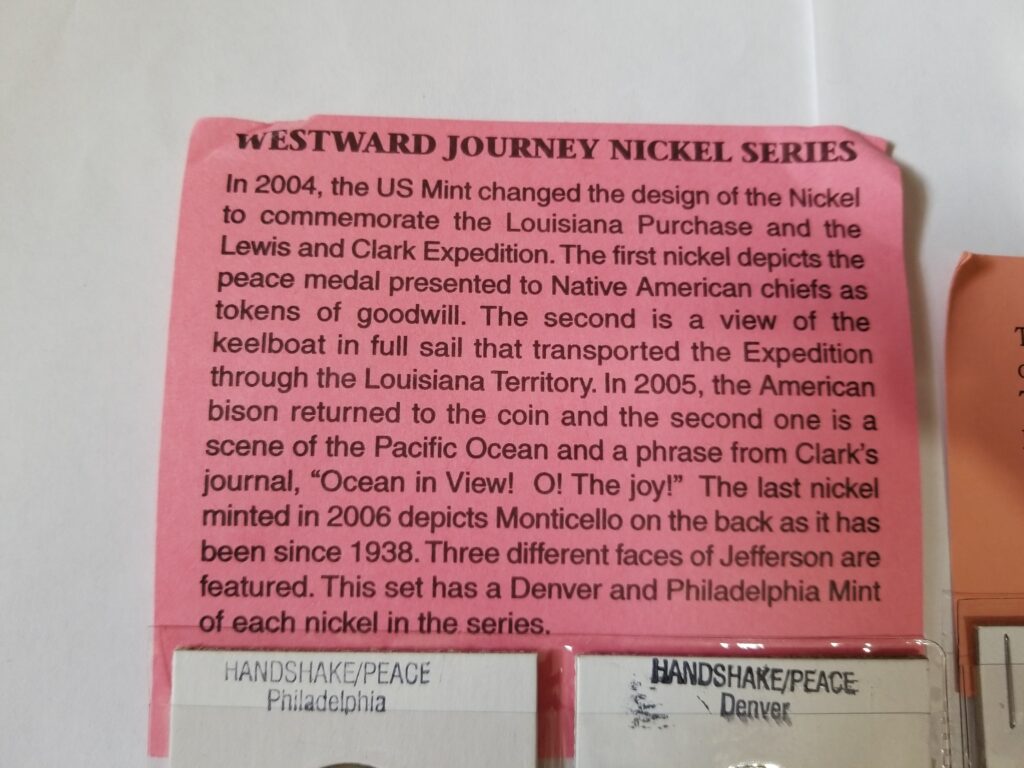 WESTWARD JOURNEY NICKEL SERIES
In 2004, the US Mint changed the design of the Nickel
to commemorate the Louisiana Purchase and the
Lewis and Clark Expedition. The first nickel depicts the
peace medal presented to Native American chiefs as
tokens of goodwill. The second is a view of the
keelboat in full sail that transported the Expedition
through the Louisiana Territory. In 2005, the American
bison returned to the coin and the second one is a
scene of the Pacific Ocean and a phrase from Clark's
journal, “Ocean in View!  O! The joy!”  The last nickel
minted in 2006 depicts Monticello on the back as it has
been since 1938. Three different faces of Jefferson are
featured. This set has a Denver and Philadelphia Mint
of each nickel in the series.
HANDSHAKE/PEACE
Philadelphia
HANDSHAKE/PEACE
Denver